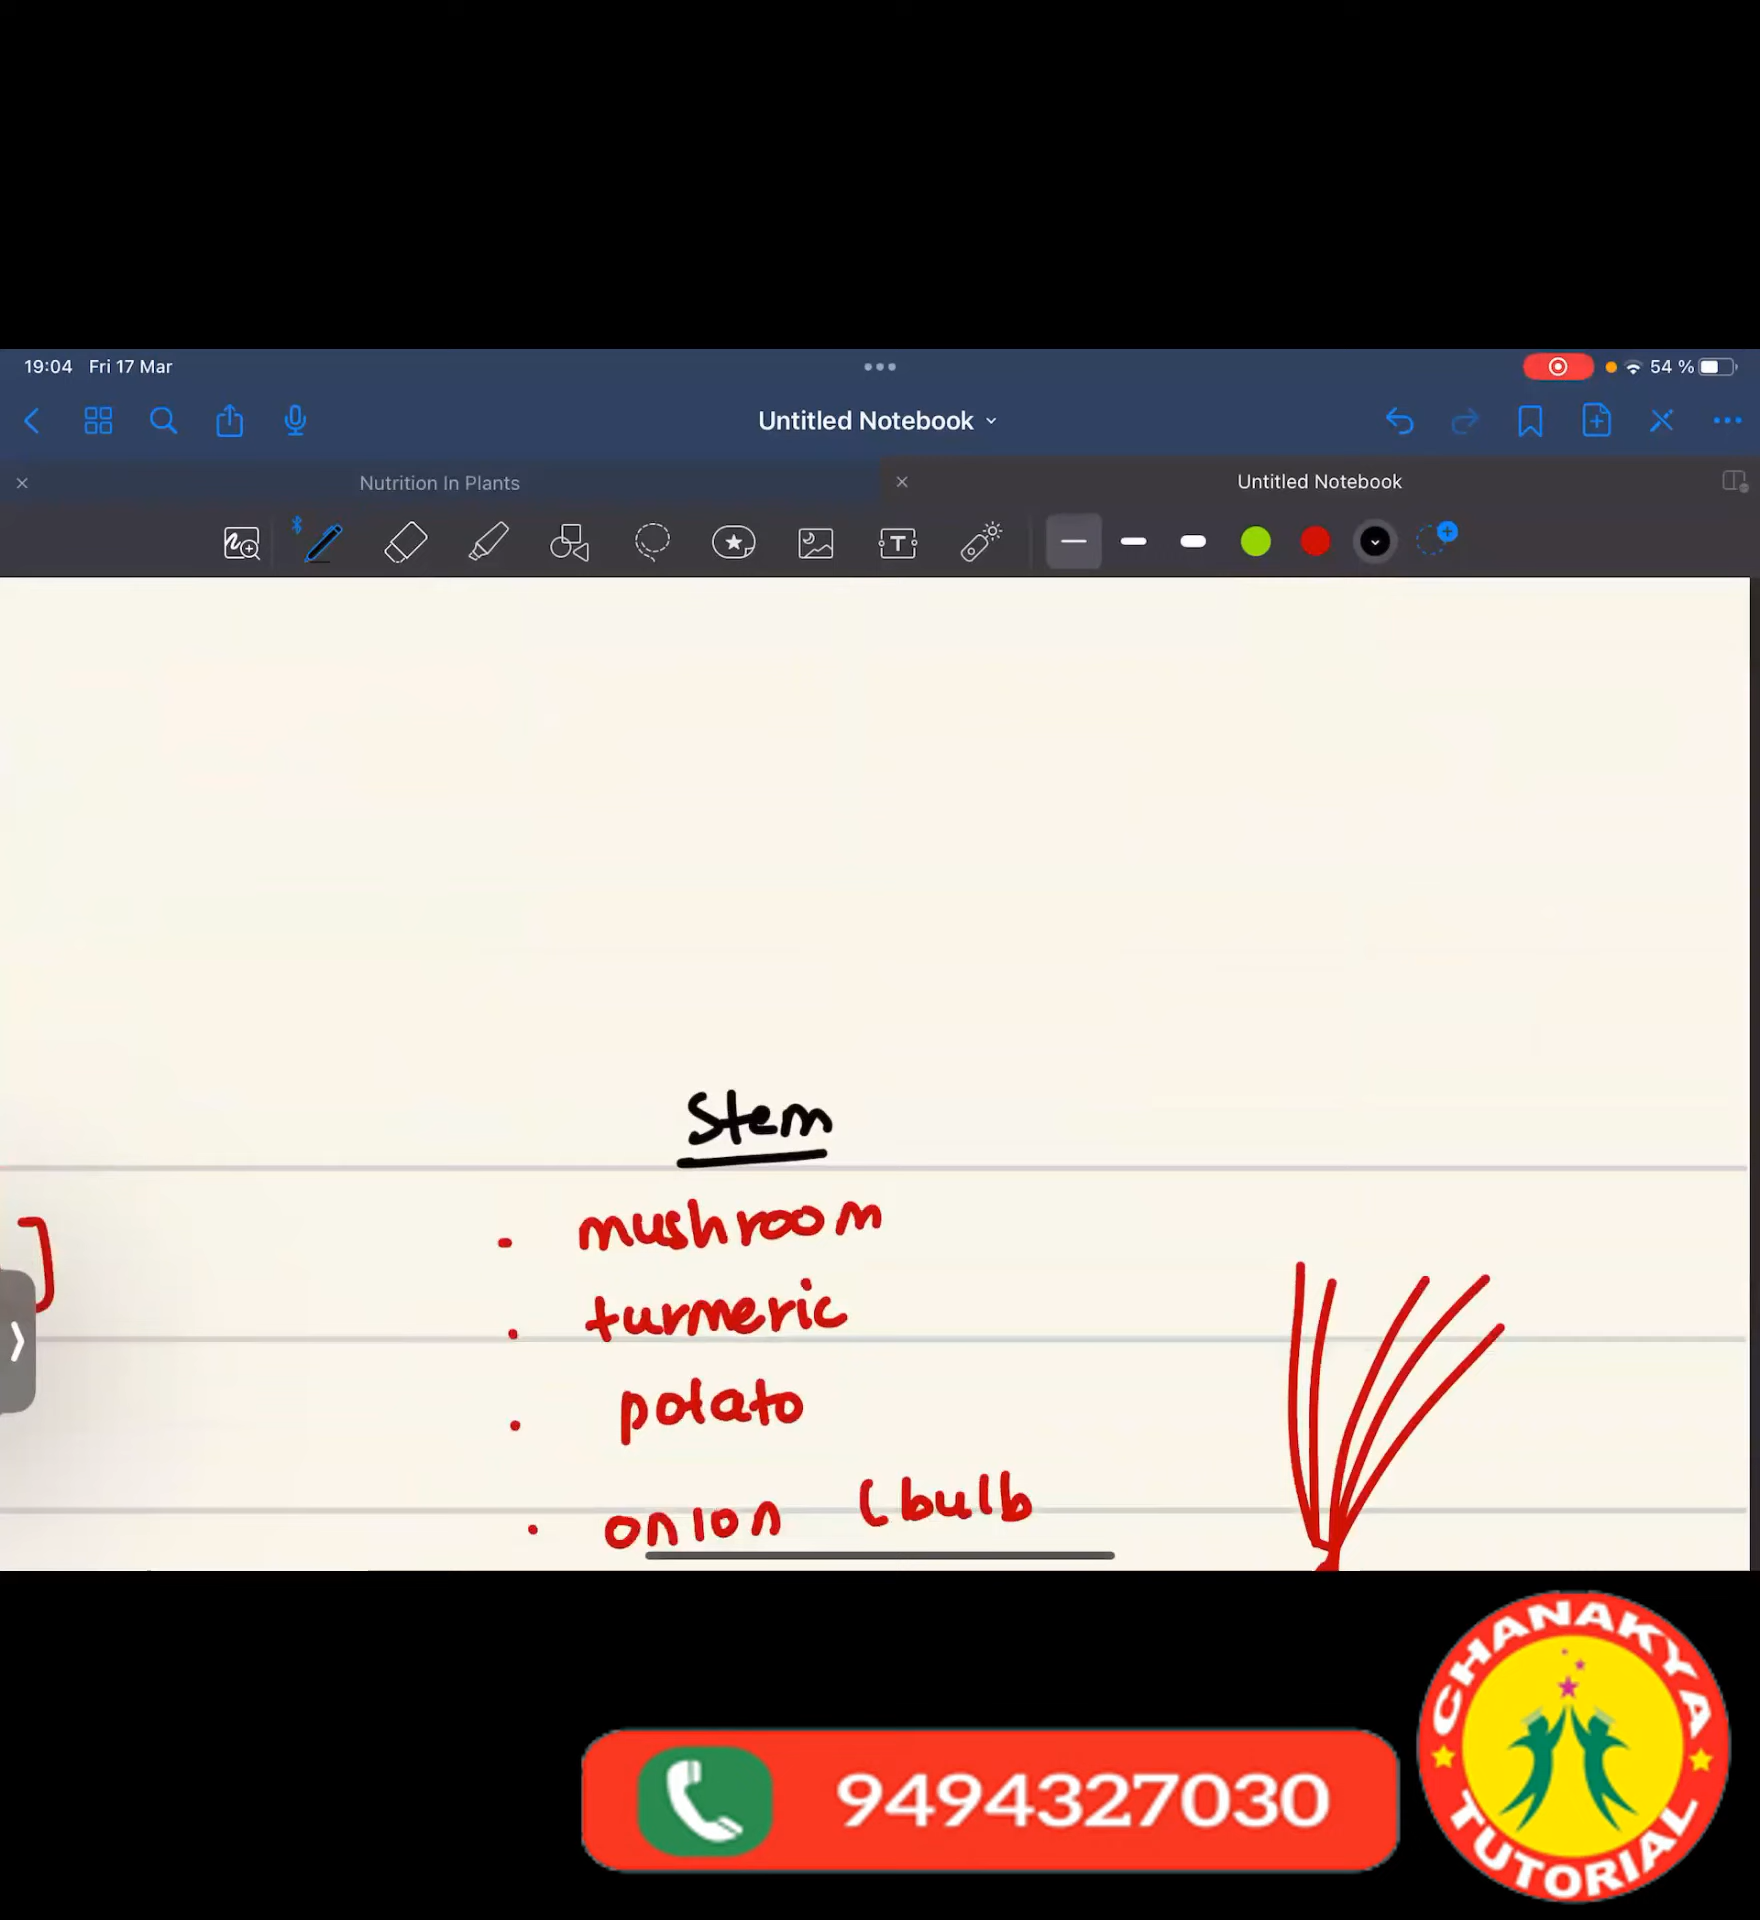 19:04 Fri 17 Mar
54 %
Untitled Notebook
Nutrition In Plants
Untitled Notebook
T
Stem
]
. mushroom
. turmeric
. potato
. onion (bulb
9494327030
CHANAKYA
TUTORIAL